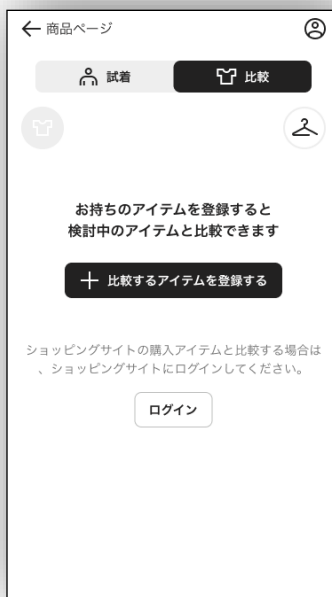 商品ページ
試着
比較
お持ちのアイテムを登録すると
検討中のアイテムと比較できます
比較するアイテムを登録する
ショッピングサイトの購入アイテムと比較する場合は
、ショッピングサイトにログインしてください。
ログイン